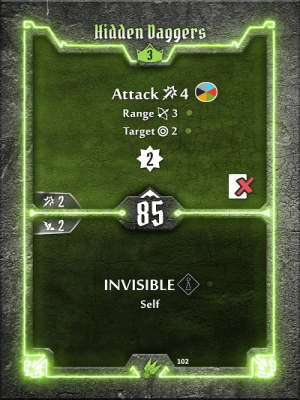 Hidden Daggers
3
Attack 4
Range 3
Target 2
2
2
85
2
INVISIBLE
Self
102